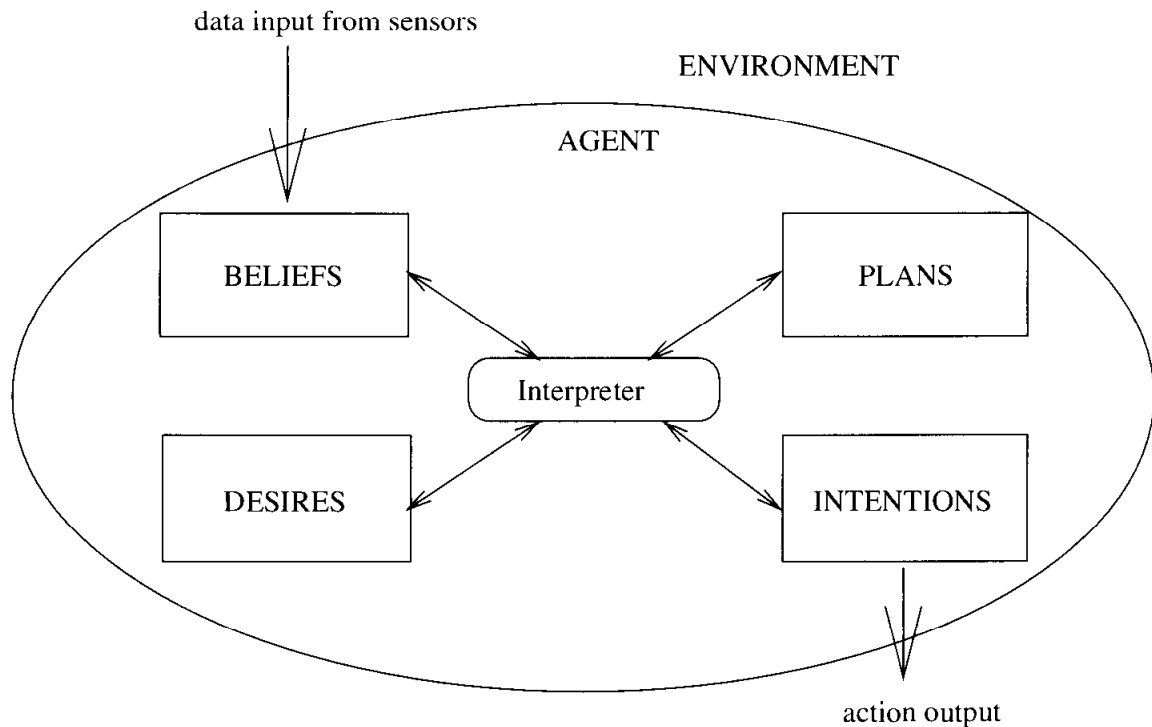 data input from sensors
ENVIRONMENT
AGENT
BELIEFS
PLANS
Interpreter
DESIRES
INTENTIONS
action output